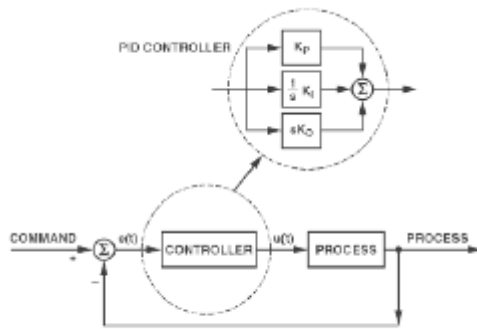 PID CONTROLLER
KP
1/s KI
sKD
Σ
COMMAND
+
Σ
−
e(t)
CONTROLLER
u(t)
PROCESS
PROCESS